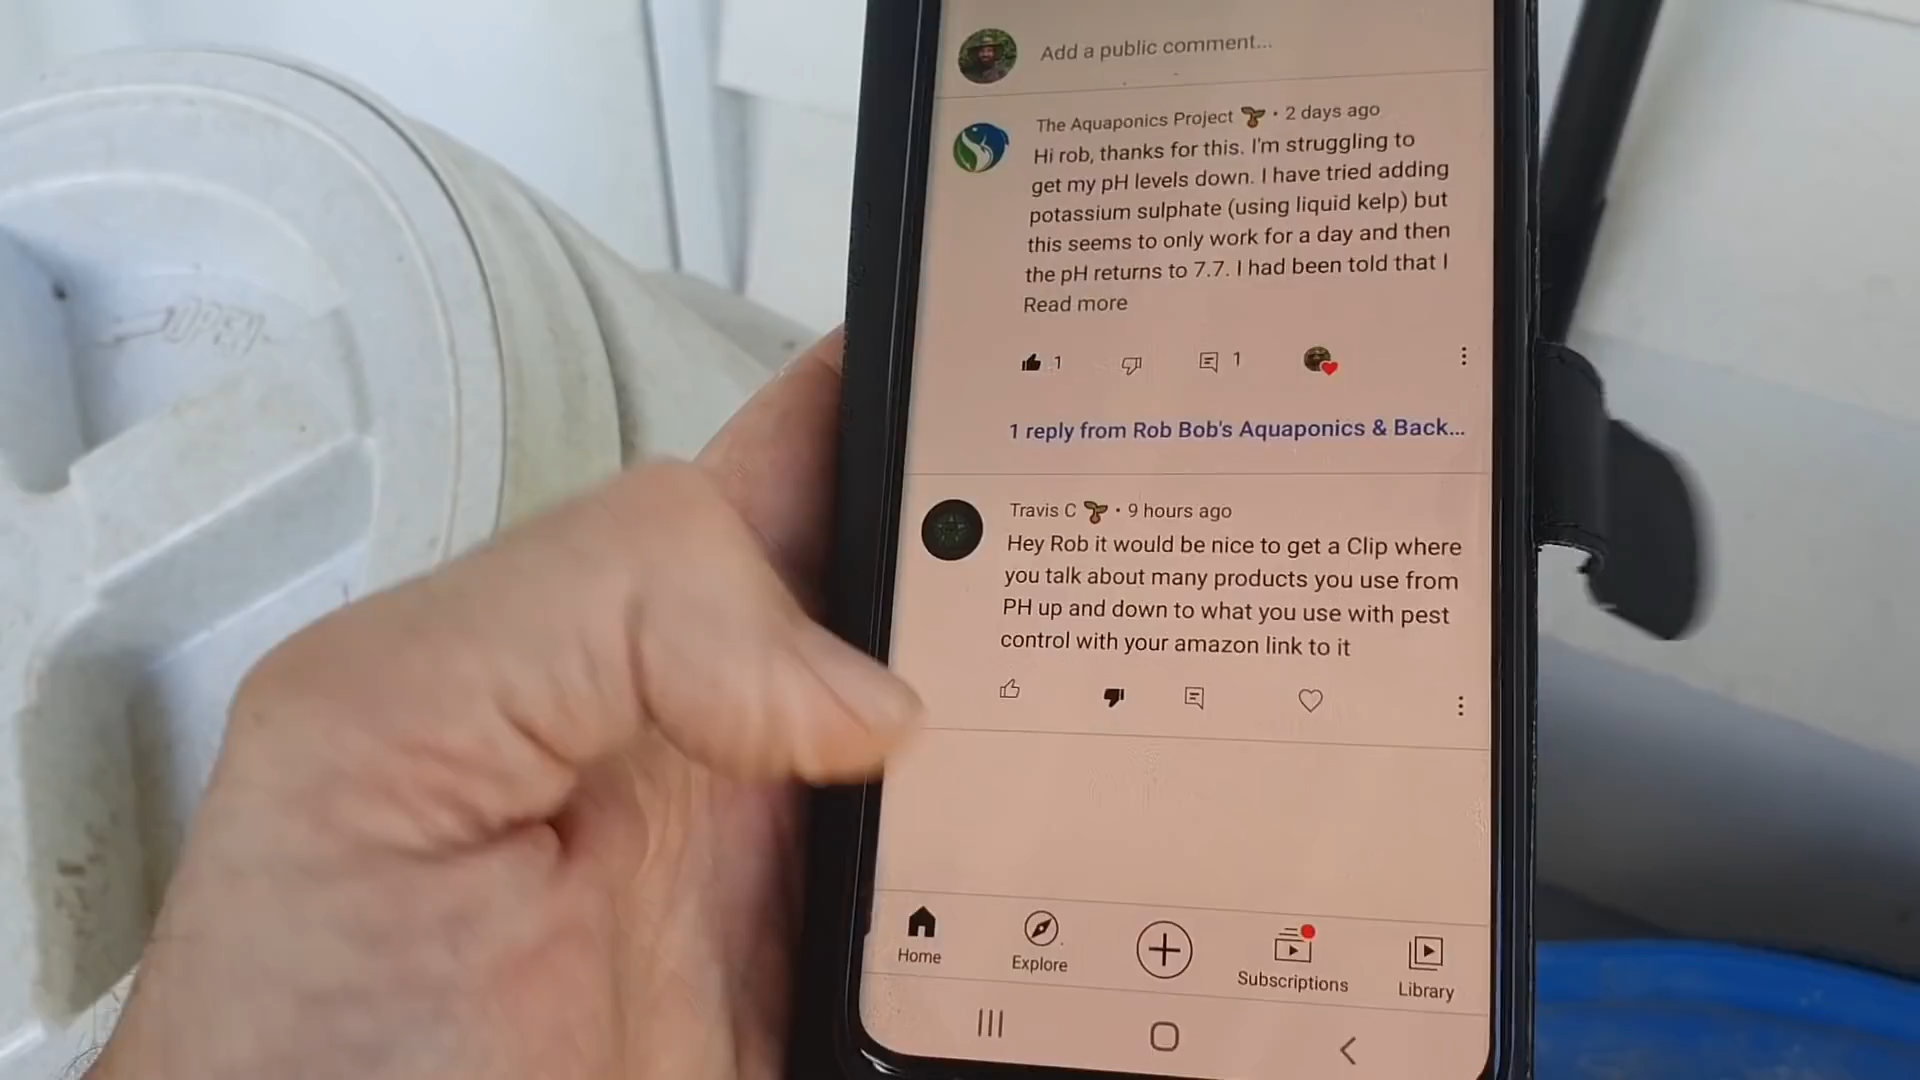 Add a public comment...
The Aquaponics Project · 2 days ago
Hi rob, thanks for this. I'm struggling to
get my pH levels down. I have tried adding
potassium sulphate (using liquid kelp) but
this seems to only work for a day and then
the pH returns to 7.7. I had been told that I
Read more
1
1
1 reply from Rob Bob's Aquaponics & Back...
Travis C · 9 hours ago
Hey Rob it would be nice to get a Clip where
you talk about many products you use from
PH up and down to what you use with pest
control with your amazon link to it
Home
Explore
Subscriptions
Library